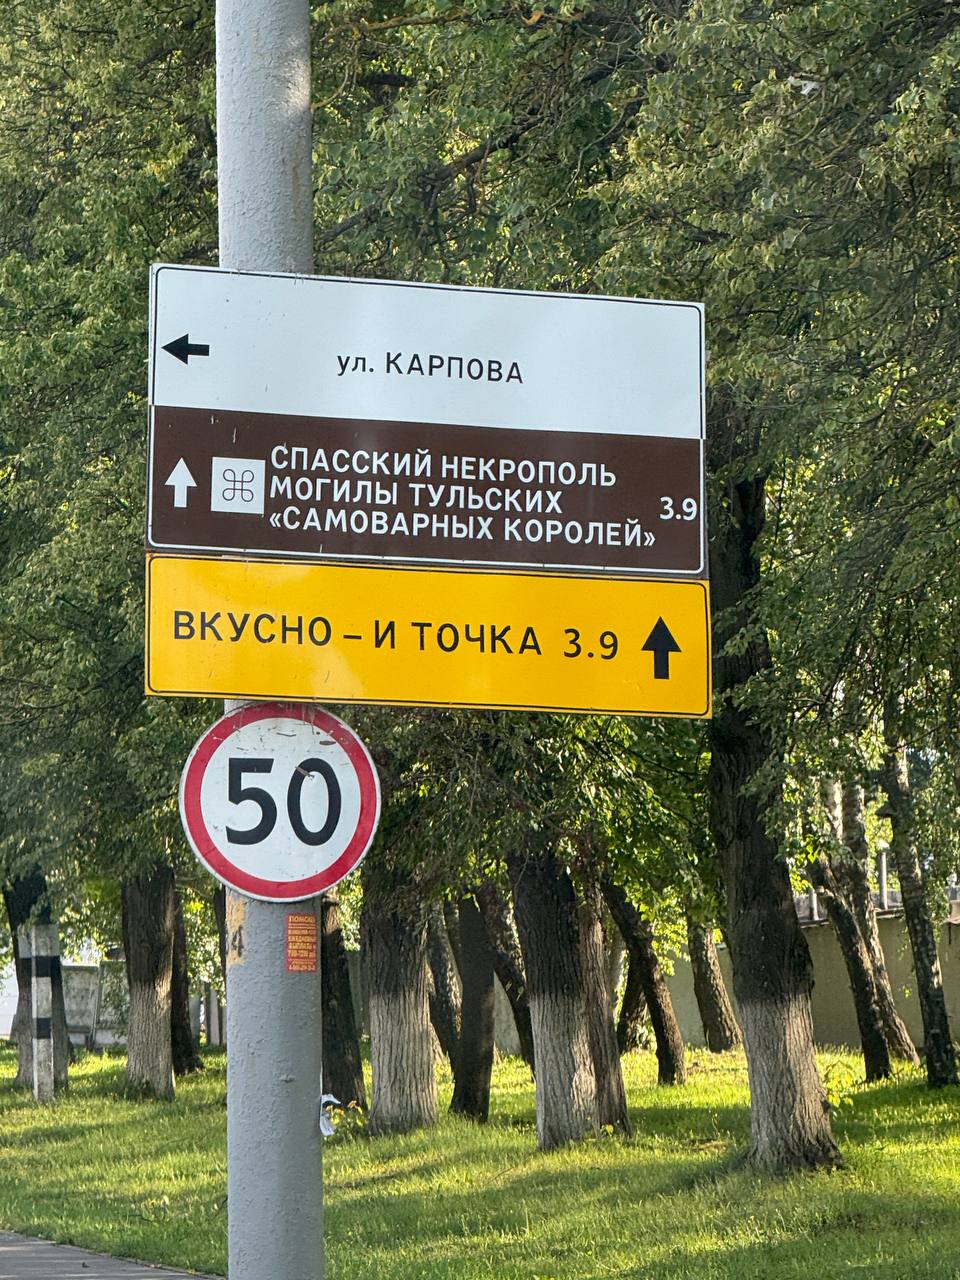 ул. КАРПОВА
СПАССКИЙ НЕКРОПОЛЬ
МОГИЛЫ ТУЛЬСКИХ
«САМОВАРНЫХ КОРОЛЕЙ»
3.9
ВКУСНО – И ТОЧКА 3.9
50